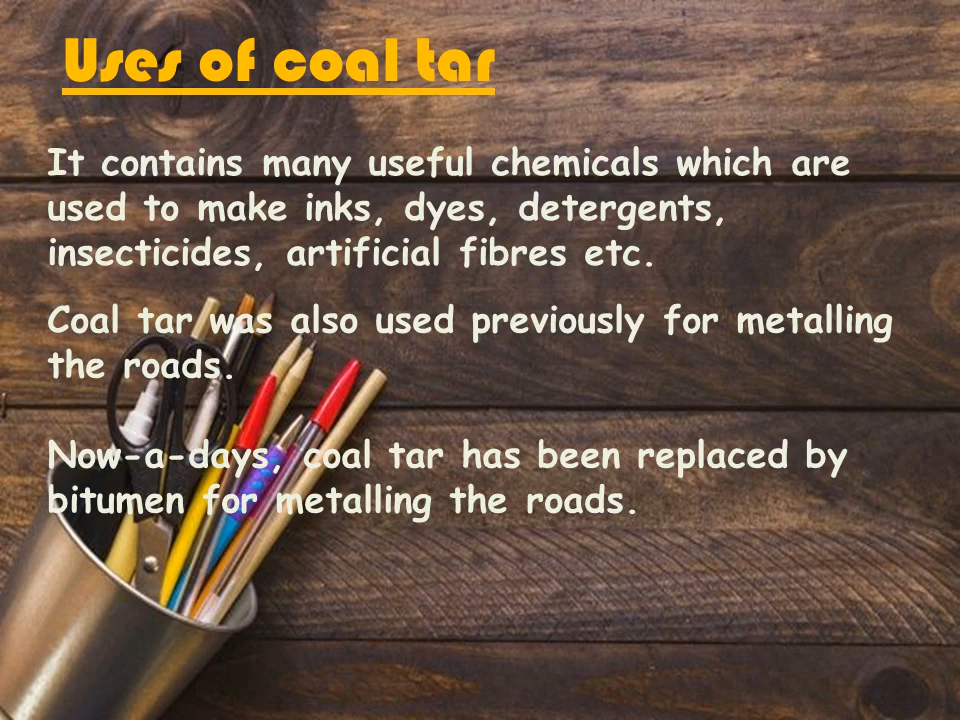 Uses of coal tar
It contains many useful chemicals which are
used to make inks, dyes, detergents,
insecticides, artificial fibres etc.
Coal tar was also used previously for metalling
the roads.
Now-a-days, coal tar has been replaced by
bitumen for metalling the roads.